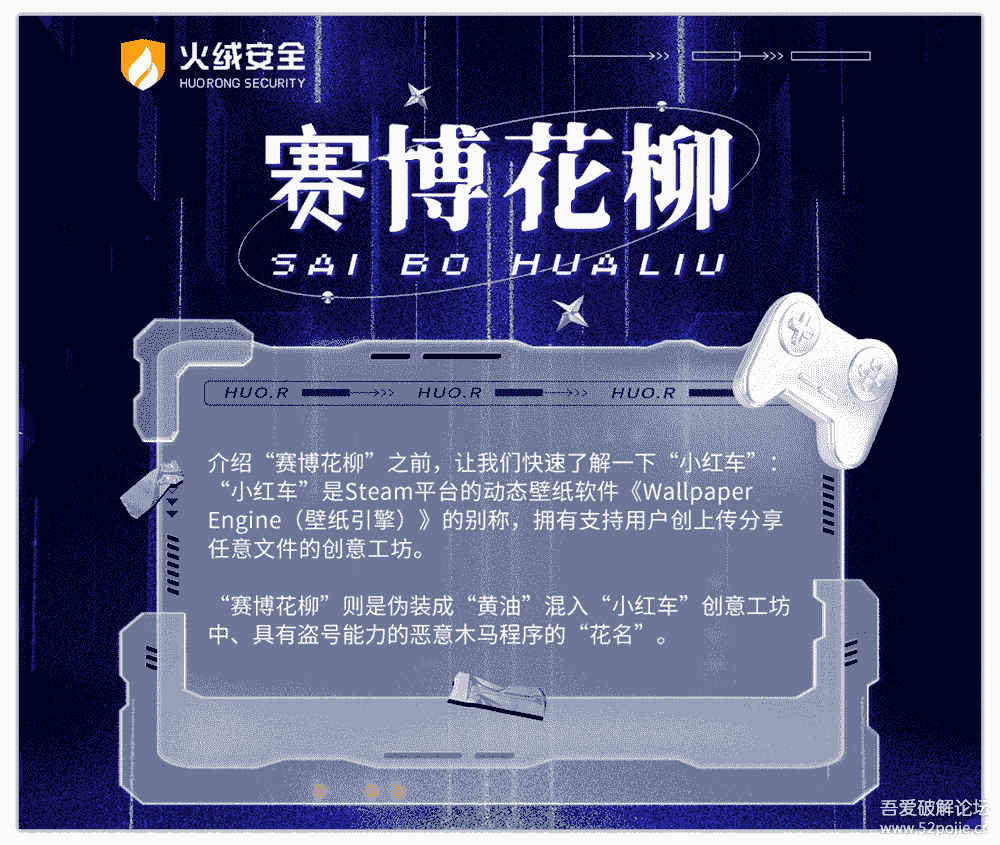 火绒安全
HUORONG SECURITY
赛博花柳
SAI BO HUALIU
HUO.R HUO.R HUO.R
介绍“赛博花柳”之前，让我们快速了解一下“小红车”：
“小红车”是Steam平台的动态壁纸软件《Wallpaper
Engine（壁纸引擎）》的别称，拥有支持用户创上传分享
任意文件的创意工坊。
“赛博花柳”则是伪装成“黄油”混入“小红车”创意工坊
中、具有盗号能力的恶意木马程序的“花名”。
吾爱破解论坛
www.52pojie.c